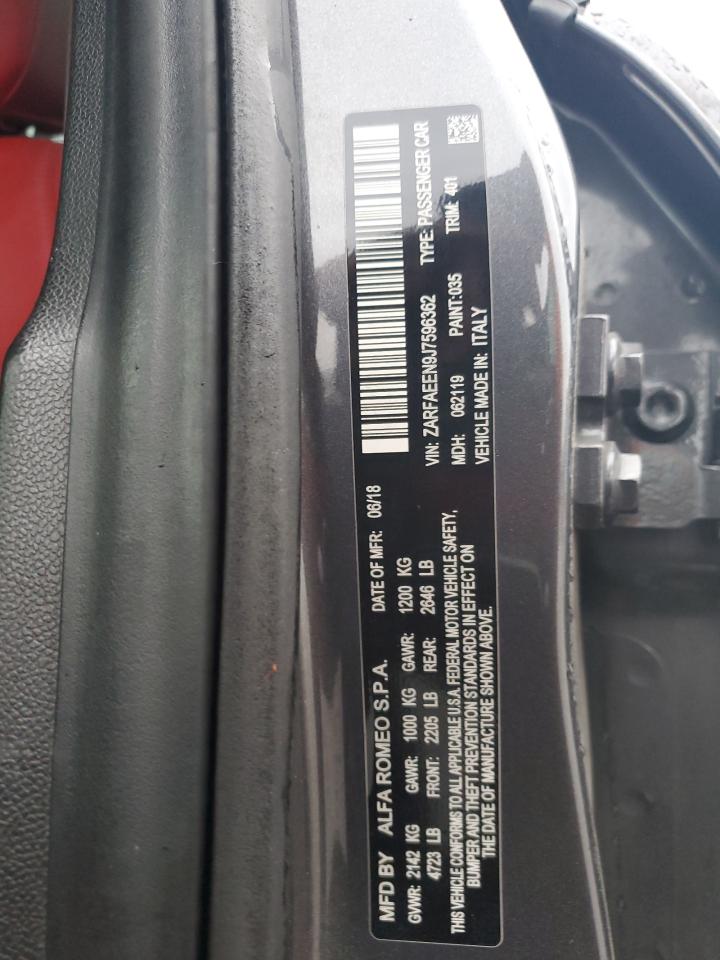 MFD BY ALFA ROMEO S.P.A. DATE OF MFR: 06/18
GVWR: 2142 KG GAWR: 1000 KG GAWR: 1200 KG
4723 LB FRONT: 2205 LB REAR: 2646 LB
THIS VEHICLE CONFORMS TO ALL APPLICABLE U.S.A. FEDERAL MOTOR VEHICLE SAFETY,
BUMPER AND THEFT PREVENTION STANDARDS IN EFFECT ON
THE DATE OF MANUFACTURE SHOWN ABOVE.
VIN: ZARFAEEN9J7596362 TYPE: PASSENGER CAR
MDH: 062119 PAINT:035 TRIM: 401
VEHICLE MADE IN: ITALY